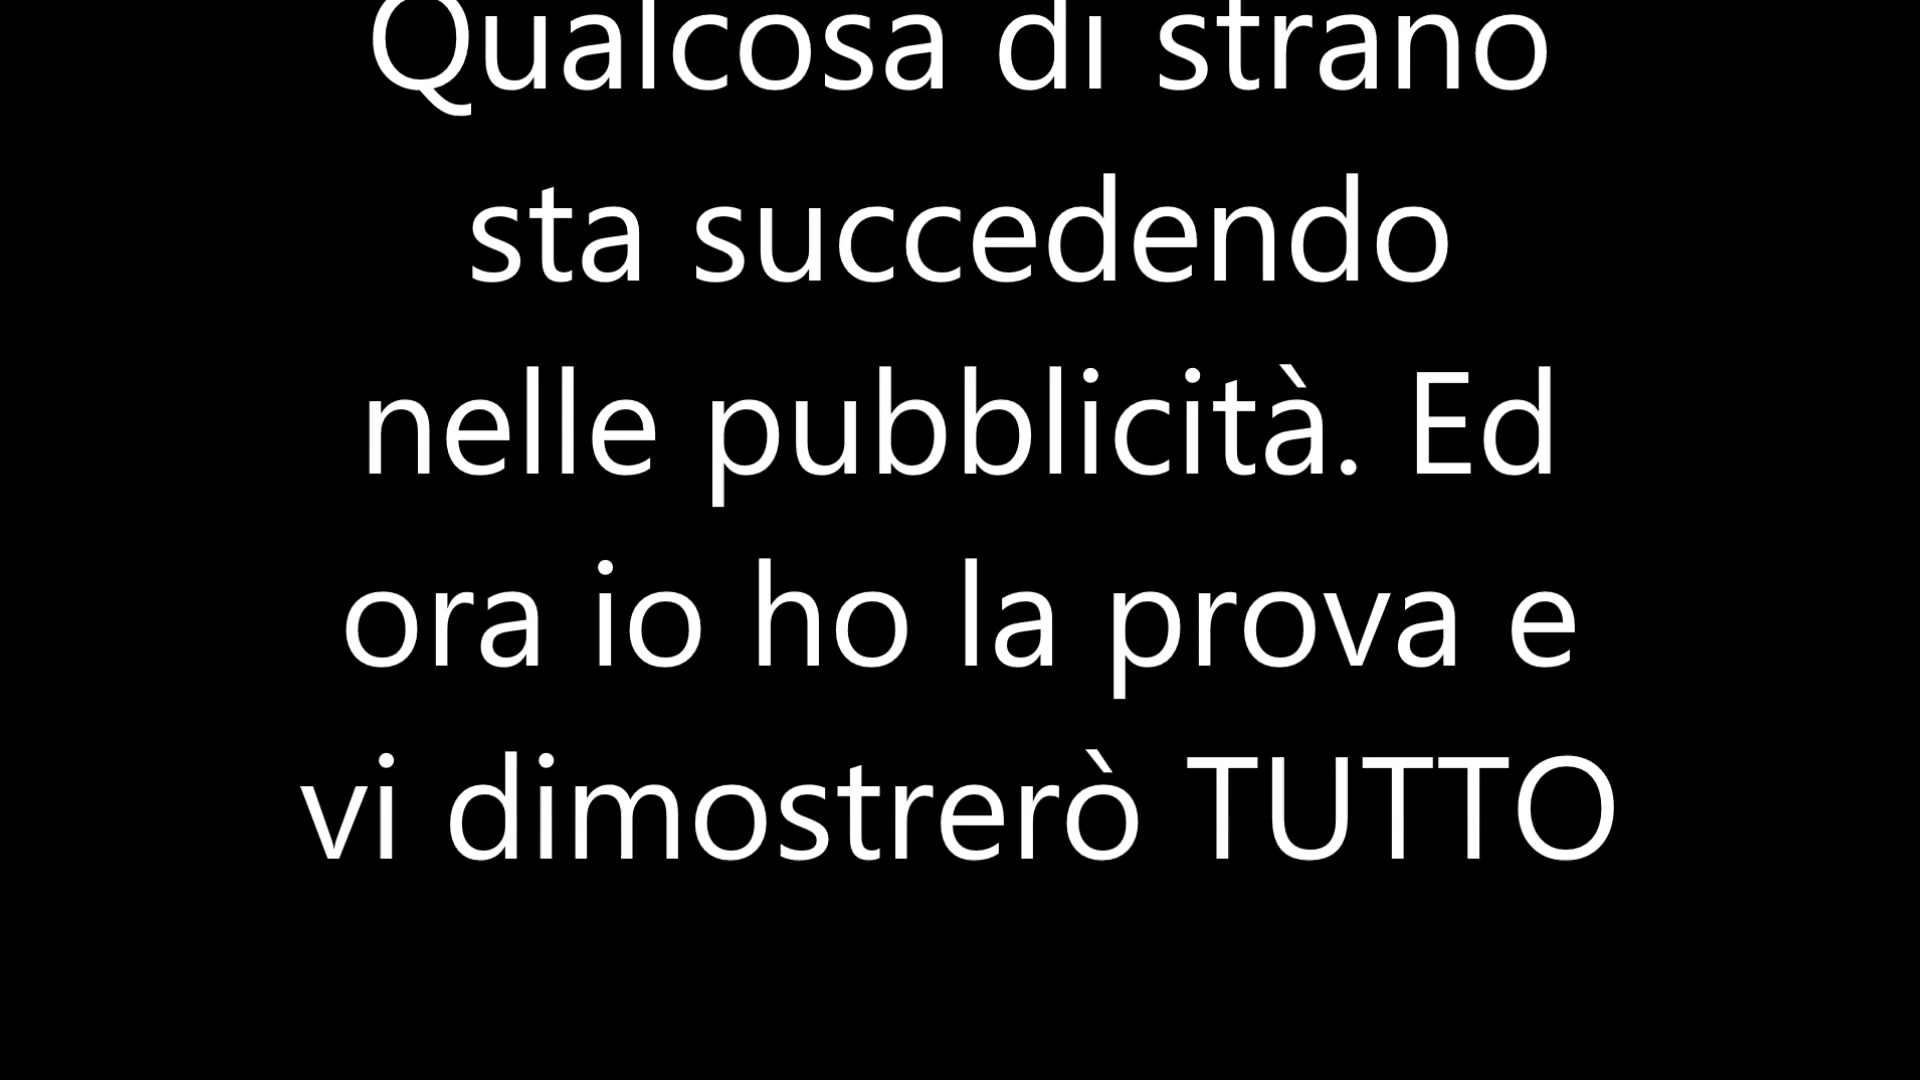 Qualcosa di strano
sta succedendo
nelle pubblicità. Ed
ora io ho la prova e
vi dimostrerò TUTTO